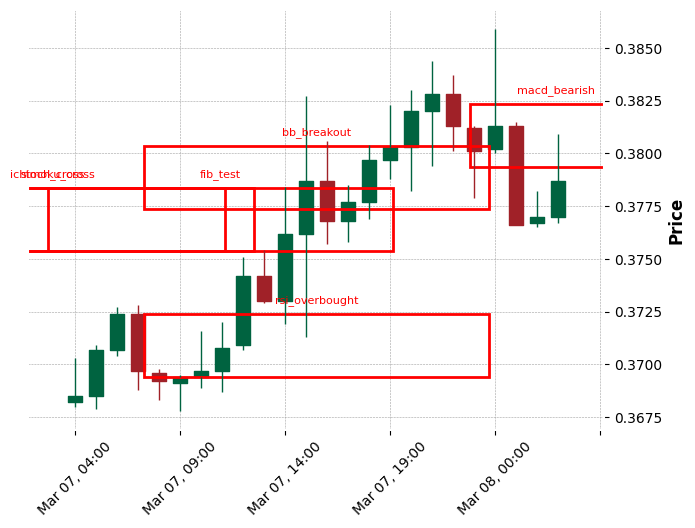 0.3850
macd_bearish
0.3825
bb_breakout
0.3800
fib_test
0.3775
0.3750
Price
rsi_overbought
0.3725
0.3700
0.3675
Mar 07, 04:00
Mar 07, 09:00
Mar 07, 14:00
Mar 07, 19:00
Mar 08, 00:00